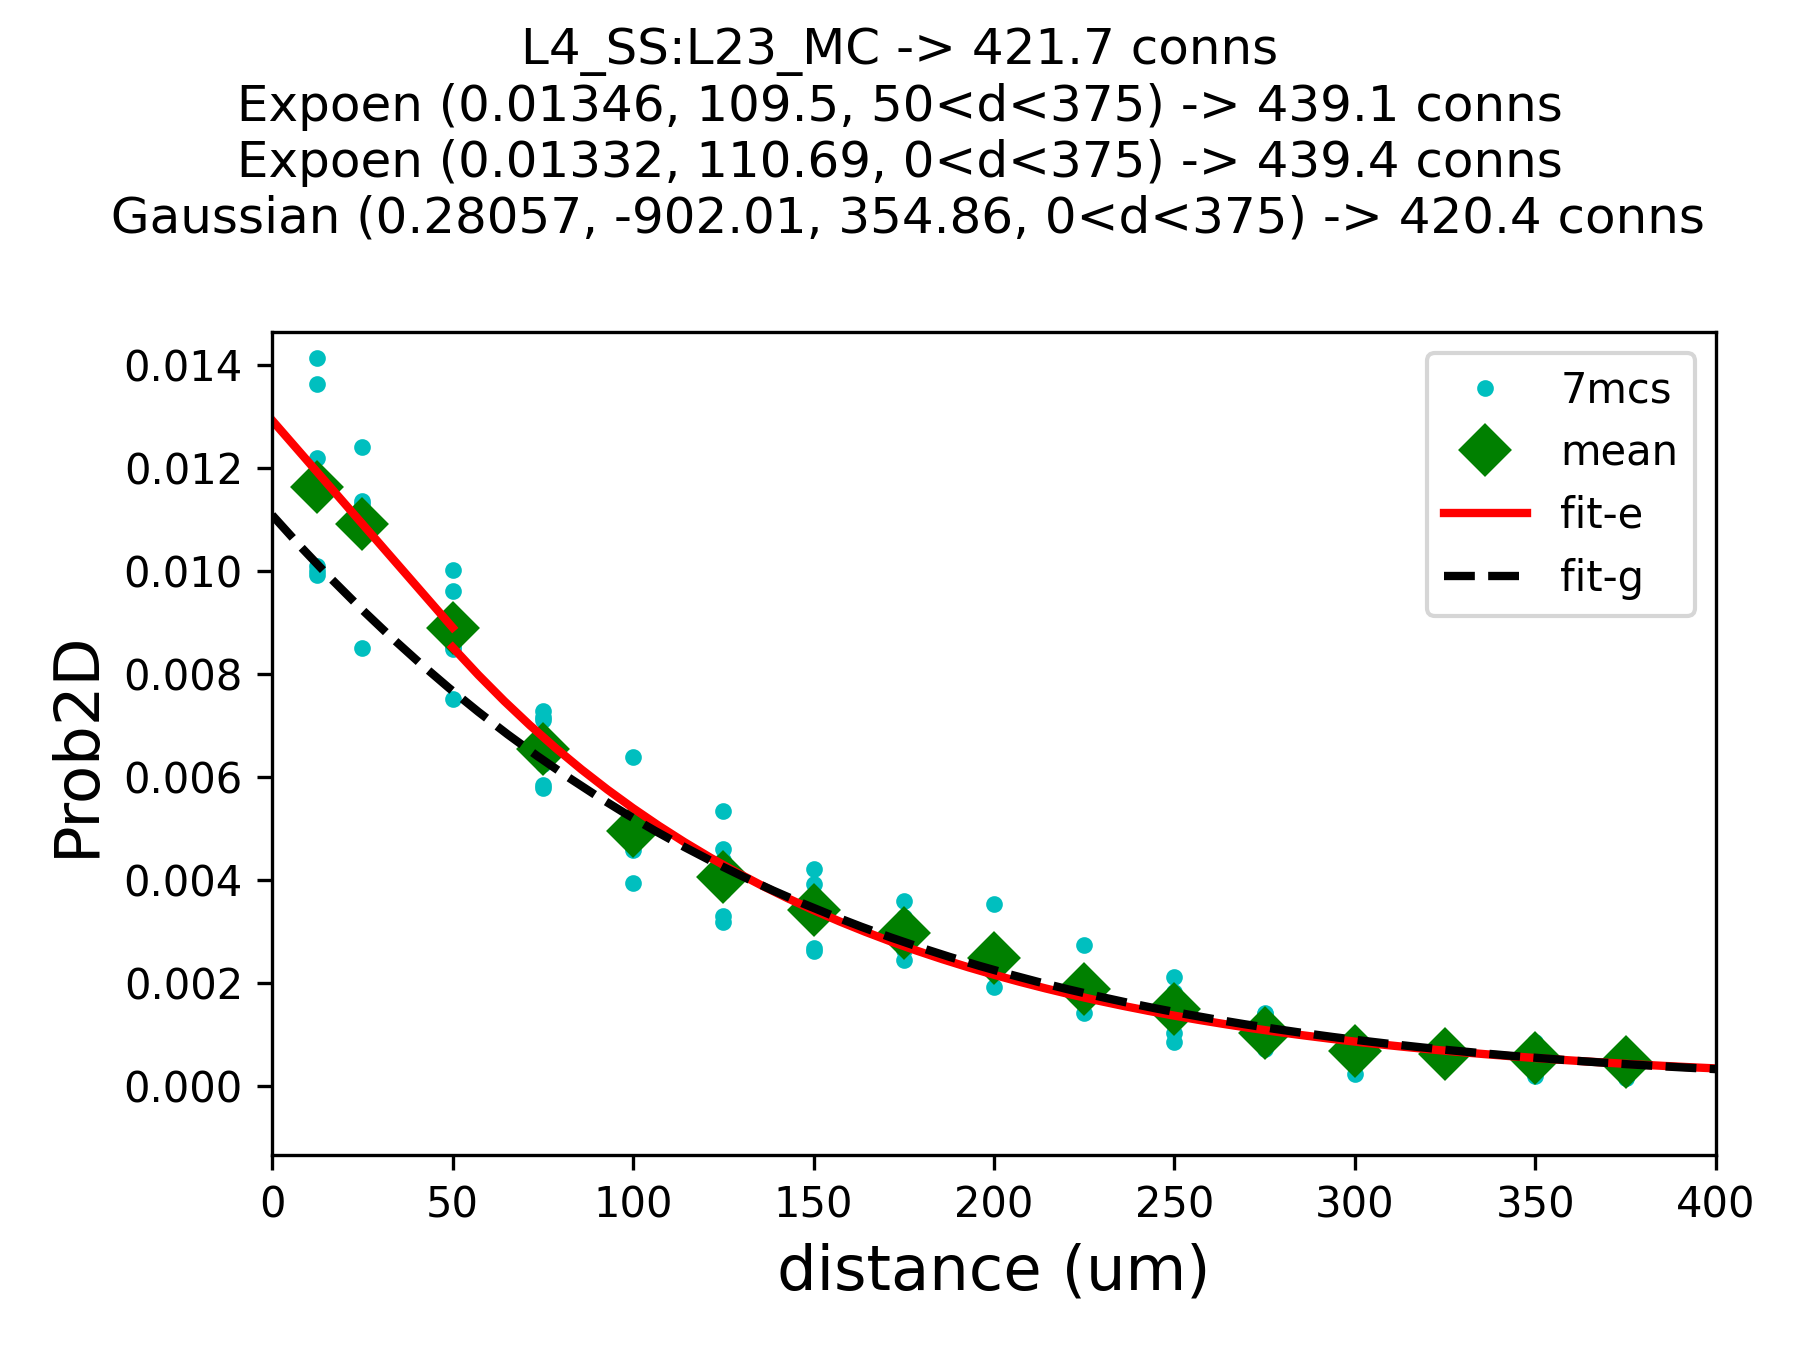 L4_SS:L23_MC -> 421.7 conns
Expoen (0.01346, 109.5, 50<d<375) -> 439.1 conns
Expoen (0.01332, 110.69, 0<d<375) -> 439.4 conns
Gaussian (0.28057, -902.01, 354.86, 0<d<375) -> 420.4 conns
7mcs
mean
fit-e
fit-g
Prob2D
0.014
0.012
0.010
0.008
0.006
0.004
0.002
0.000
0 50 100 150 200 250 300 350 400
distance (um)